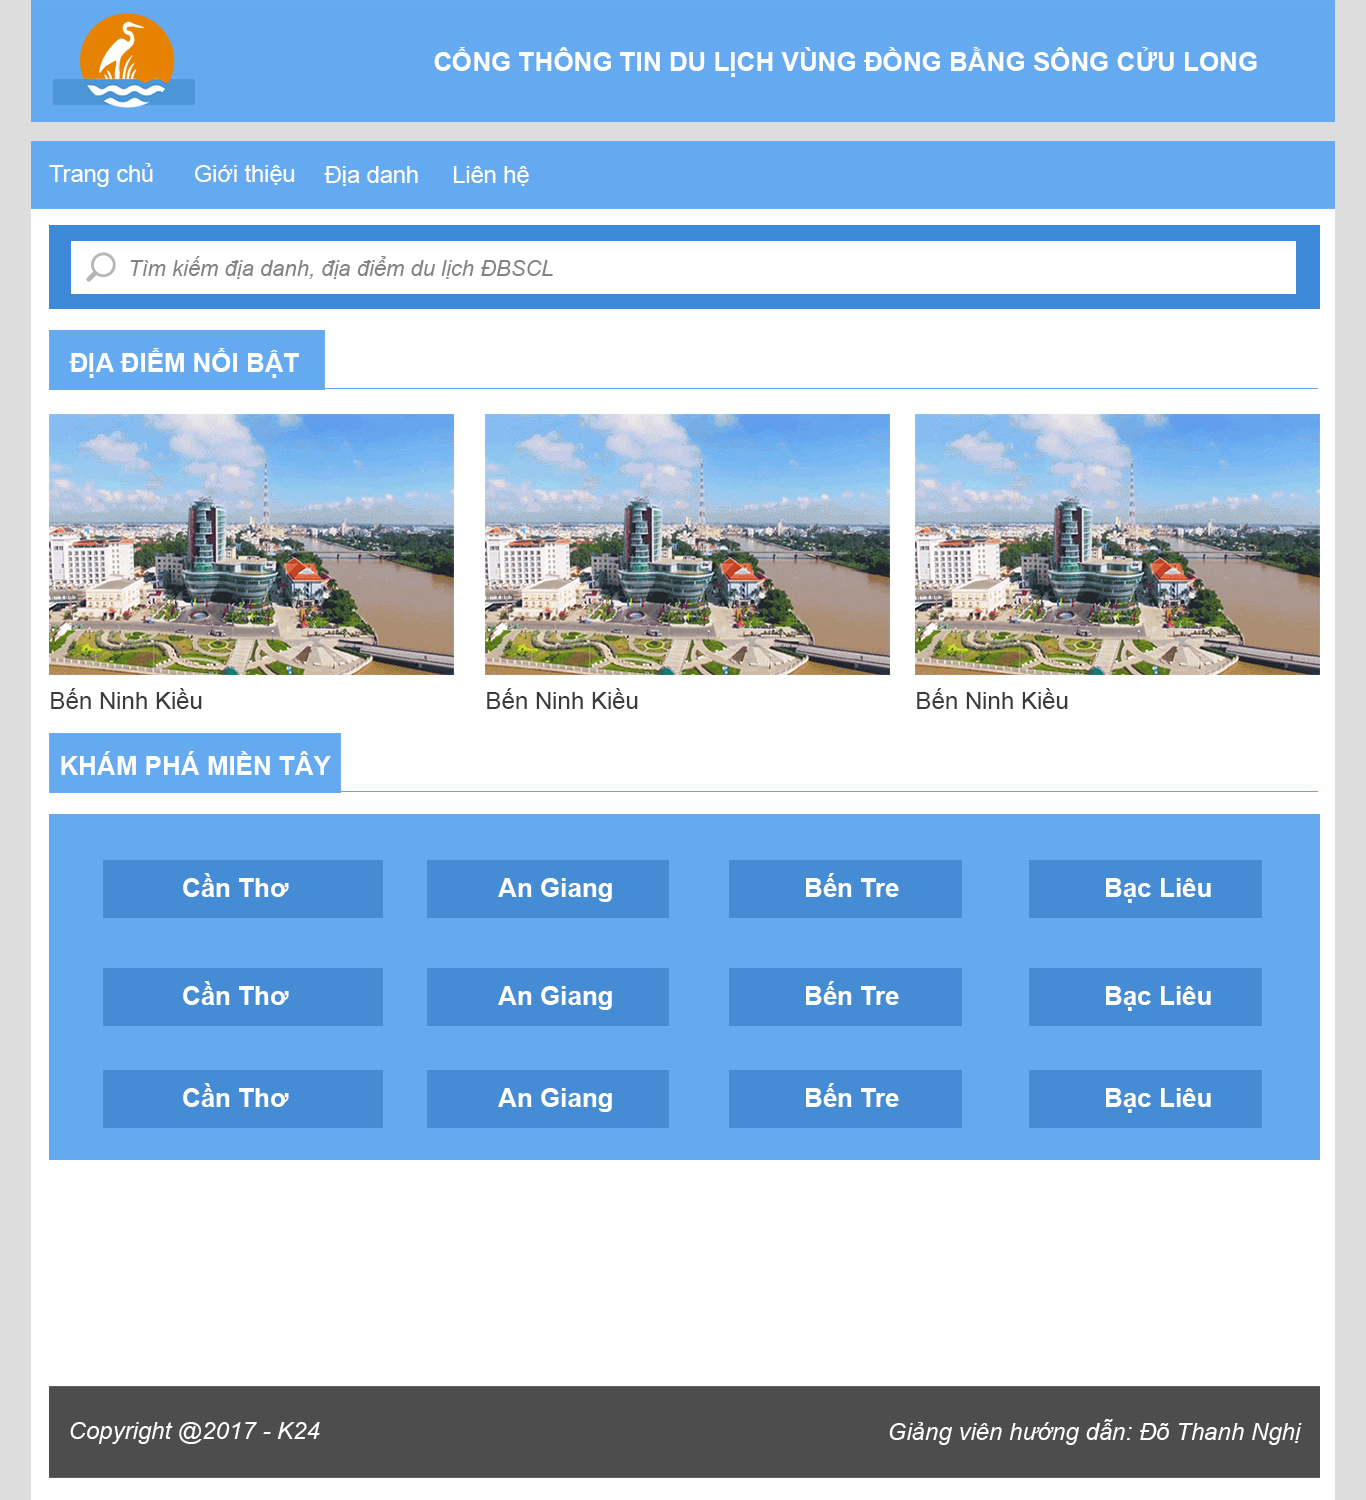 CỔNG THÔNG TIN DU LỊCH VÙNG ĐỒNG BẰNG SÔNG CỬU LONG
Trang chủ Giới thiệu Địa danh Liên hệ
Tìm kiếm địa danh, địa điểm du lịch ĐBSCL
ĐỊA ĐIỂM NỔI BẬT
Bến Ninh Kiều Bến Ninh Kiều Bến Ninh Kiều
KHÁM PHÁ MIỀN TÂY
Cần Thơ An Giang Bến Tre Bạc Liêu
Cần Thơ An Giang Bến Tre Bạc Liêu
Cần Thơ An Giang Bến Tre Bạc Liêu
Copyright @2017 - K24 Giảng viên hướng dẫn: Đõ Thanh Nghị